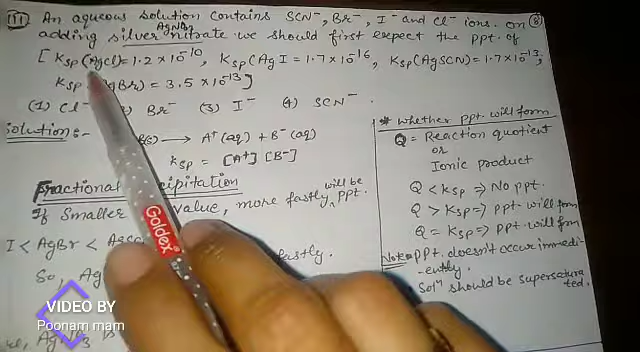 (11) An aqueous solution contains SCN⁻, Br⁻, I⁻ and Cl⁻ ions. On (8)
AgNO₃
adding silver nitrate we should first expect the ppt. of
[ Ksp (AgCl) = 1.2 × 10⁻¹⁰, Ksp (AgI = 1.7 × 10⁻¹⁶, Ksp (AgSCN) = 1.7 × 10⁻¹³,
Ksp AgBr) = 3.5 × 10⁻¹³ ]
(1) Cl⁻ Br⁻ (3) I⁻ (4) SCN⁻.
Solution:- (s) ⟶ A⁺(aq) + B⁻(aq)
Ksp = [A⁺] [B⁻]
Fractional cipitation
If Smaller value, more fastly will be ppt.
I < AgBr <
So, Ag fastly.
AgNO₃
* Whether ppt. will form
Q = Reaction quotient
or
Ionic product
Q < Ksp ⇒ No ppt.
Q > Ksp ⇒ ppt. will form
Q = Ksp ⇒ ppt. will form
Note ppt. doesn't occur immedi-
-ently.
Solⁿ should be supersatura
ted.
Goldex
VIDEO BY
Poonam mam